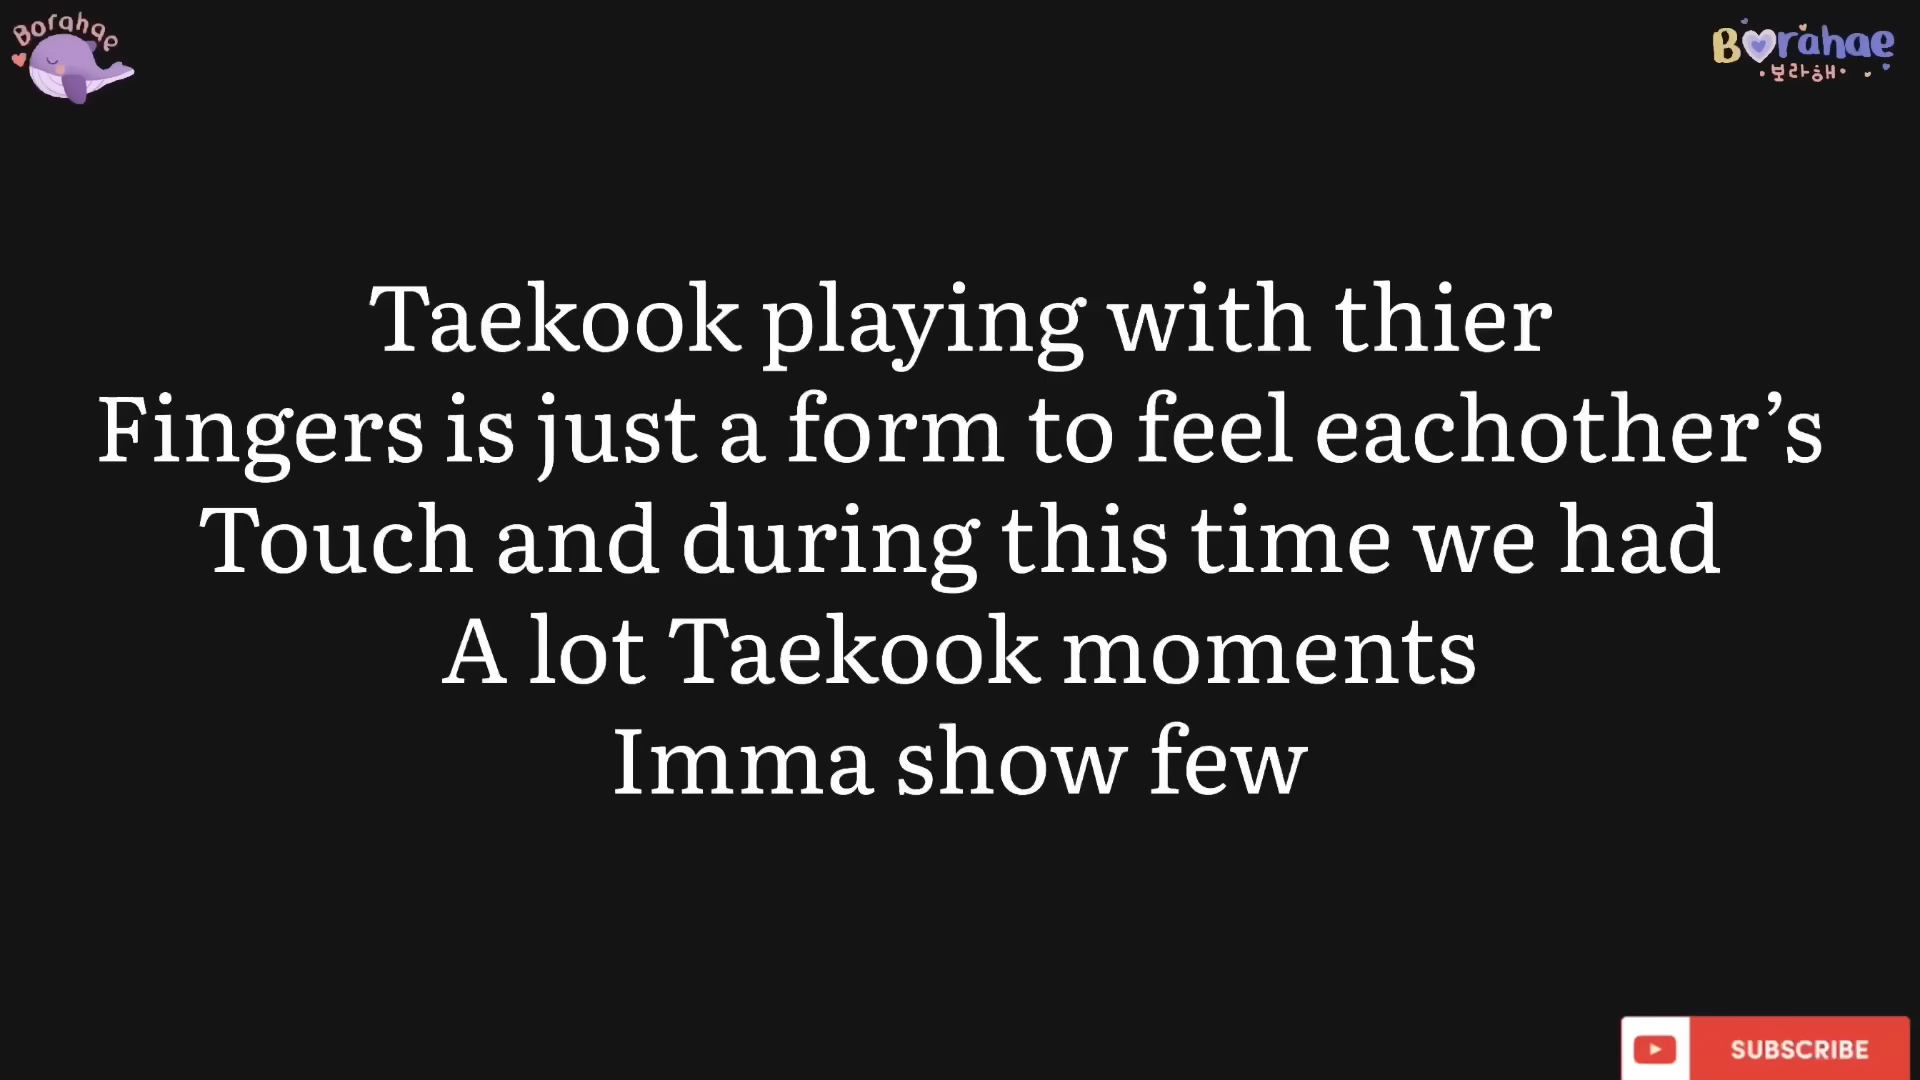 Borahae
Borahae
보라해
Taekook playing with thier
Fingers is just a form to feel eachother’s
Touch and during this time we had
A lot Taekook moments
Imma show few
SUBSCRIBE